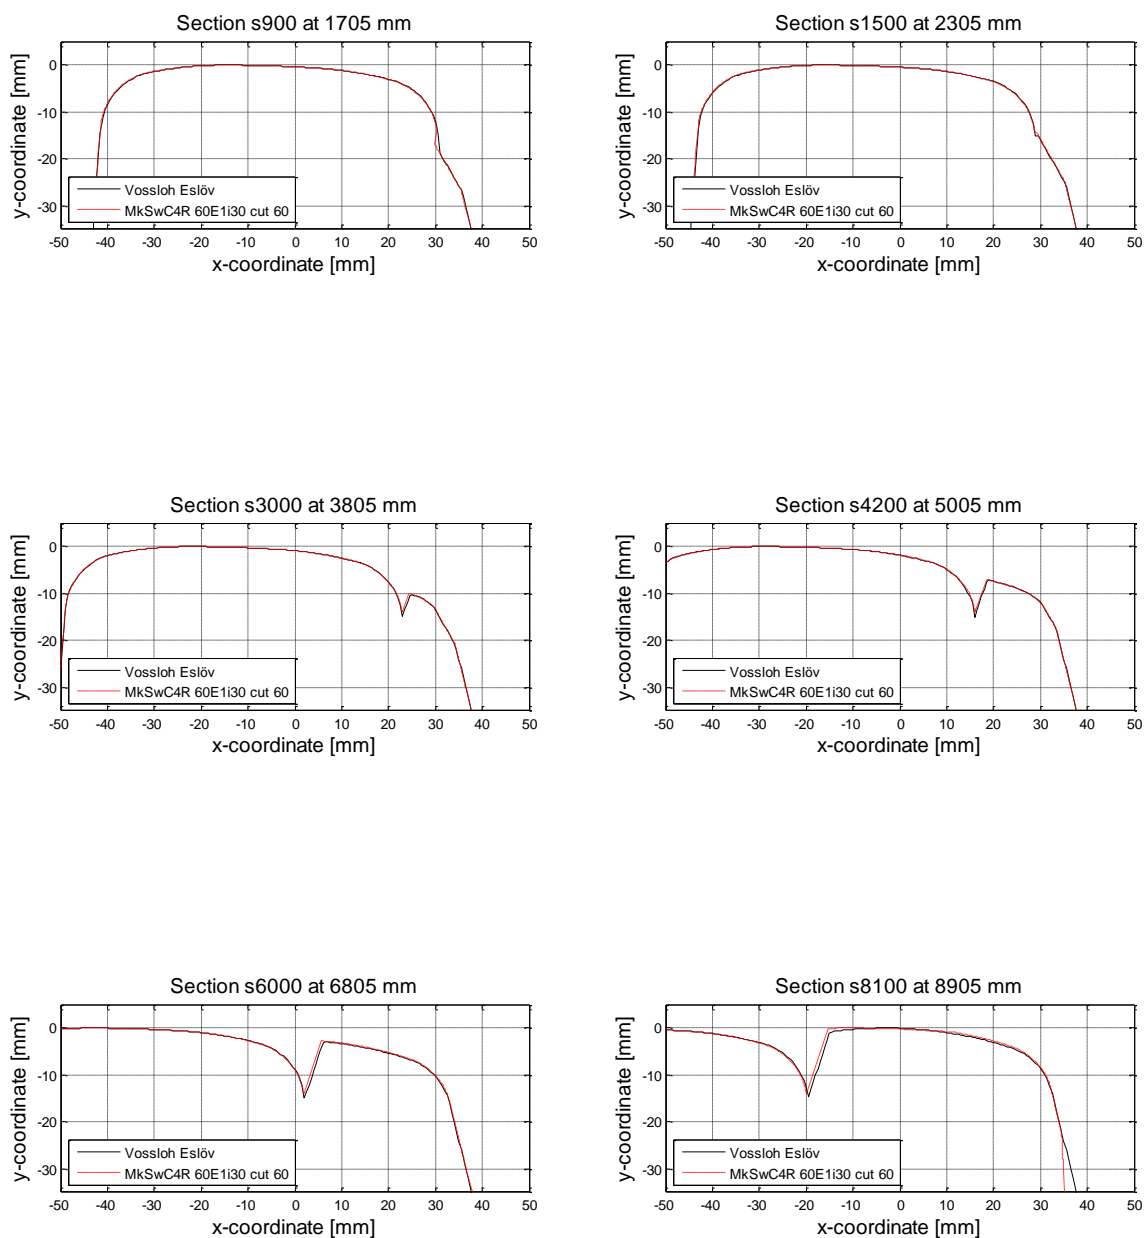 Section s900 at 1705 mm
y-coordinate [mm]
0
-10
-20
-30
Vossloh Eslöv
MkSwC4R 60E1i30 cut 60
-50 -40 -30 -20 -10 0 10 20 30 40 50
x-coordinate [mm]
Section s1500 at 2305 mm
y-coordinate [mm]
0
-10
-20
-30
Vossloh Eslöv
MkSwC4R 60E1i30 cut 60
-50 -40 -30 -20 -10 0 10 20 30 40 50
x-coordinate [mm]
Section s3000 at 3805 mm
y-coordinate [mm]
0
-10
-20
-30
Vossloh Eslöv
MkSwC4R 60E1i30 cut 60
-50 -40 -30 -20 -10 0 10 20 30 40 50
x-coordinate [mm]
Section s4200 at 5005 mm
y-coordinate [mm]
0
-10
-20
-30
Vossloh Eslöv
MkSwC4R 60E1i30 cut 60
-50 -40 -30 -20 -10 0 10 20 30 40 50
x-coordinate [mm]
Section s6000 at 6805 mm
y-coordinate [mm]
0
-10
-20
-30
Vossloh Eslöv
MkSwC4R 60E1i30 cut 60
-50 -40 -30 -20 -10 0 10 20 30 40 50
x-coordinate [mm]
Section s8100 at 8905 mm
y-coordinate [mm]
0
-10
-20
-30
Vossloh Eslöv
MkSwC4R 60E1i30 cut 60
-50 -40 -30 -20 -10 0 10 20 30 40 50
x-coordinate [mm]